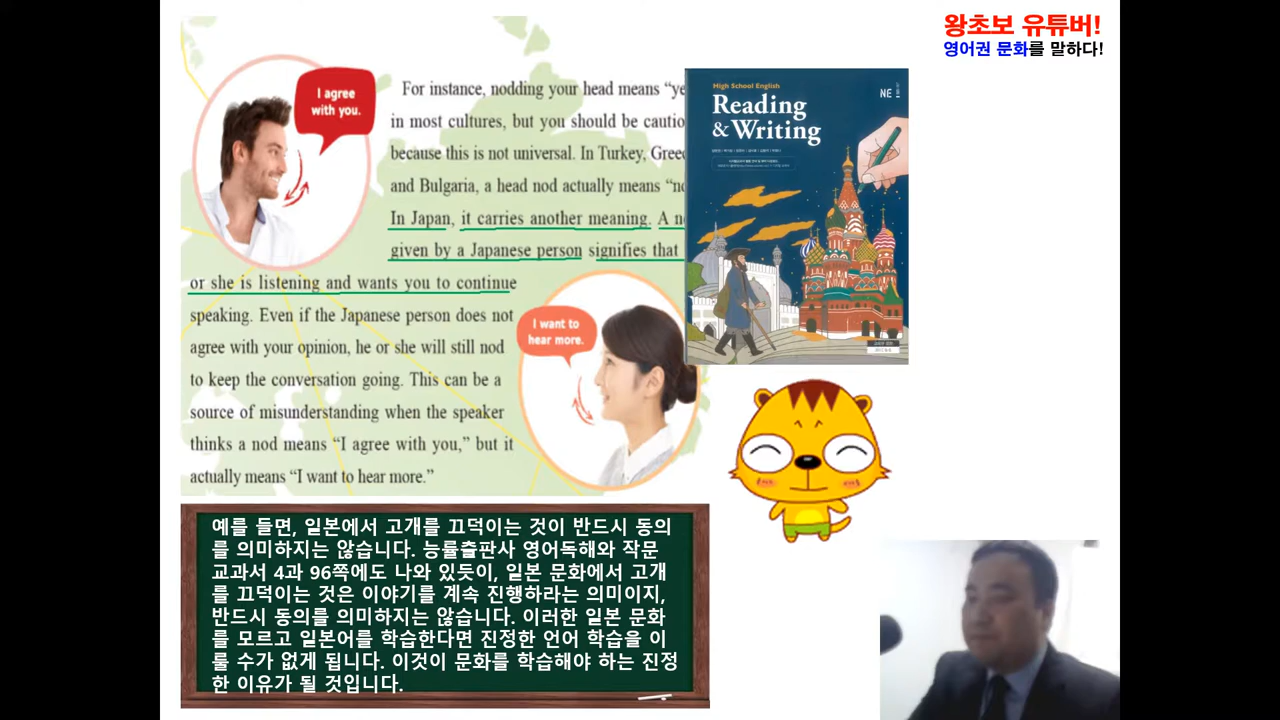 왕초보 유튜버!
영어권 문화를 말하다!
I agree
with you.
For instance, nodding your head means “ye
in most cultures, but you should be cautio
because this is not universal. In Turkey, Greec
and Bulgaria, a head nod actually means “no
In Japan, it carries another meaning. A no
given by a Japanese person signifies that
or she is listening and wants you to continue
speaking. Even if the Japanese person does not
agree with your opinion, he or she will still nod
to keep the conversation going. This can be a
source of misunderstanding when the speaker
thinks a nod means “I agree with you,” but it
actually means “I want to hear more.”
I want to
hear more.
High School English
Reading
& Writing
NE
예를 들면, 일본에서 고개를 끄덕이는 것이 반드시 동의
를 의미하지는 않습니다. 능률출판사 영어독해와 작문
교과서 4과 96쪽에도 나와 있듯이, 일본 문화에서 고개
를 끄덕이는 것은 이야기를 계속 진행하라는 의미이지,
반드시 동의를 의미하지는 않습니다. 이러한 일본 문화
를 모르고 일본어를 학습한다면 진정한 언어 학습을 이
룰 수가 없게 됩니다. 이것이 문화를 학습해야 하는 진정
한 이유가 될 것입니다.